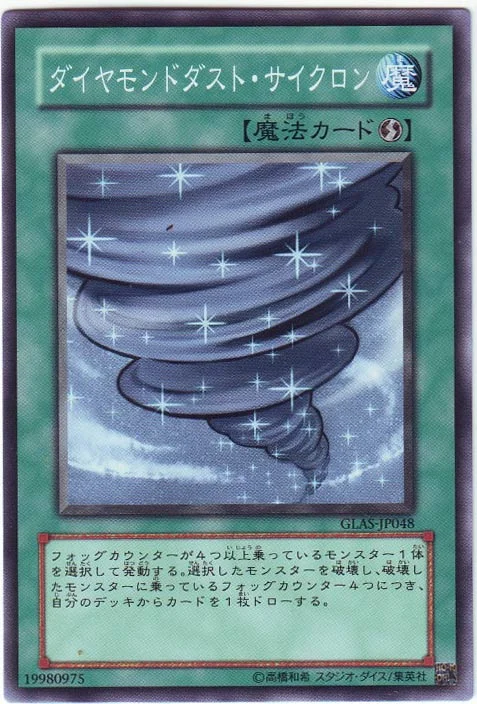 ダイヤモンドダスト・サイクロン 魔
【魔法カード】
GLAS-JP048
フォッグカウンターが４つ以上乗っているモンスター１体
を選択して発動する。選択したモンスターを破壊し、破壊
したモンスターに乗っているフォッグカウンター４つにつき、
自分のデッキからカードを１枚ドローする。
19980975
©高橋和希 スタジオ・ダイス/集英社